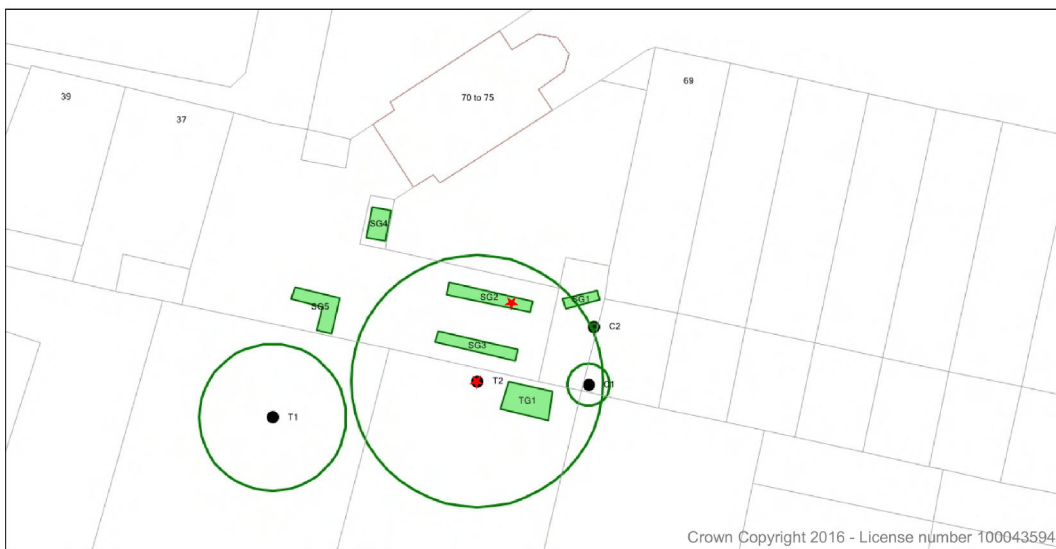 39
37
70 to 75
69
SG4
SG2
SG1
SG5
C2
SG3
T2
C1
TG1
T1
Crown Copyright 2016 - License number 100043594